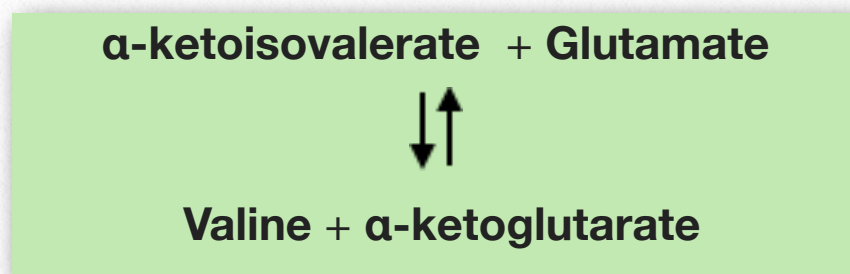 α-ketoisovalerate + Glutamate
Valine + α-ketoglutarate